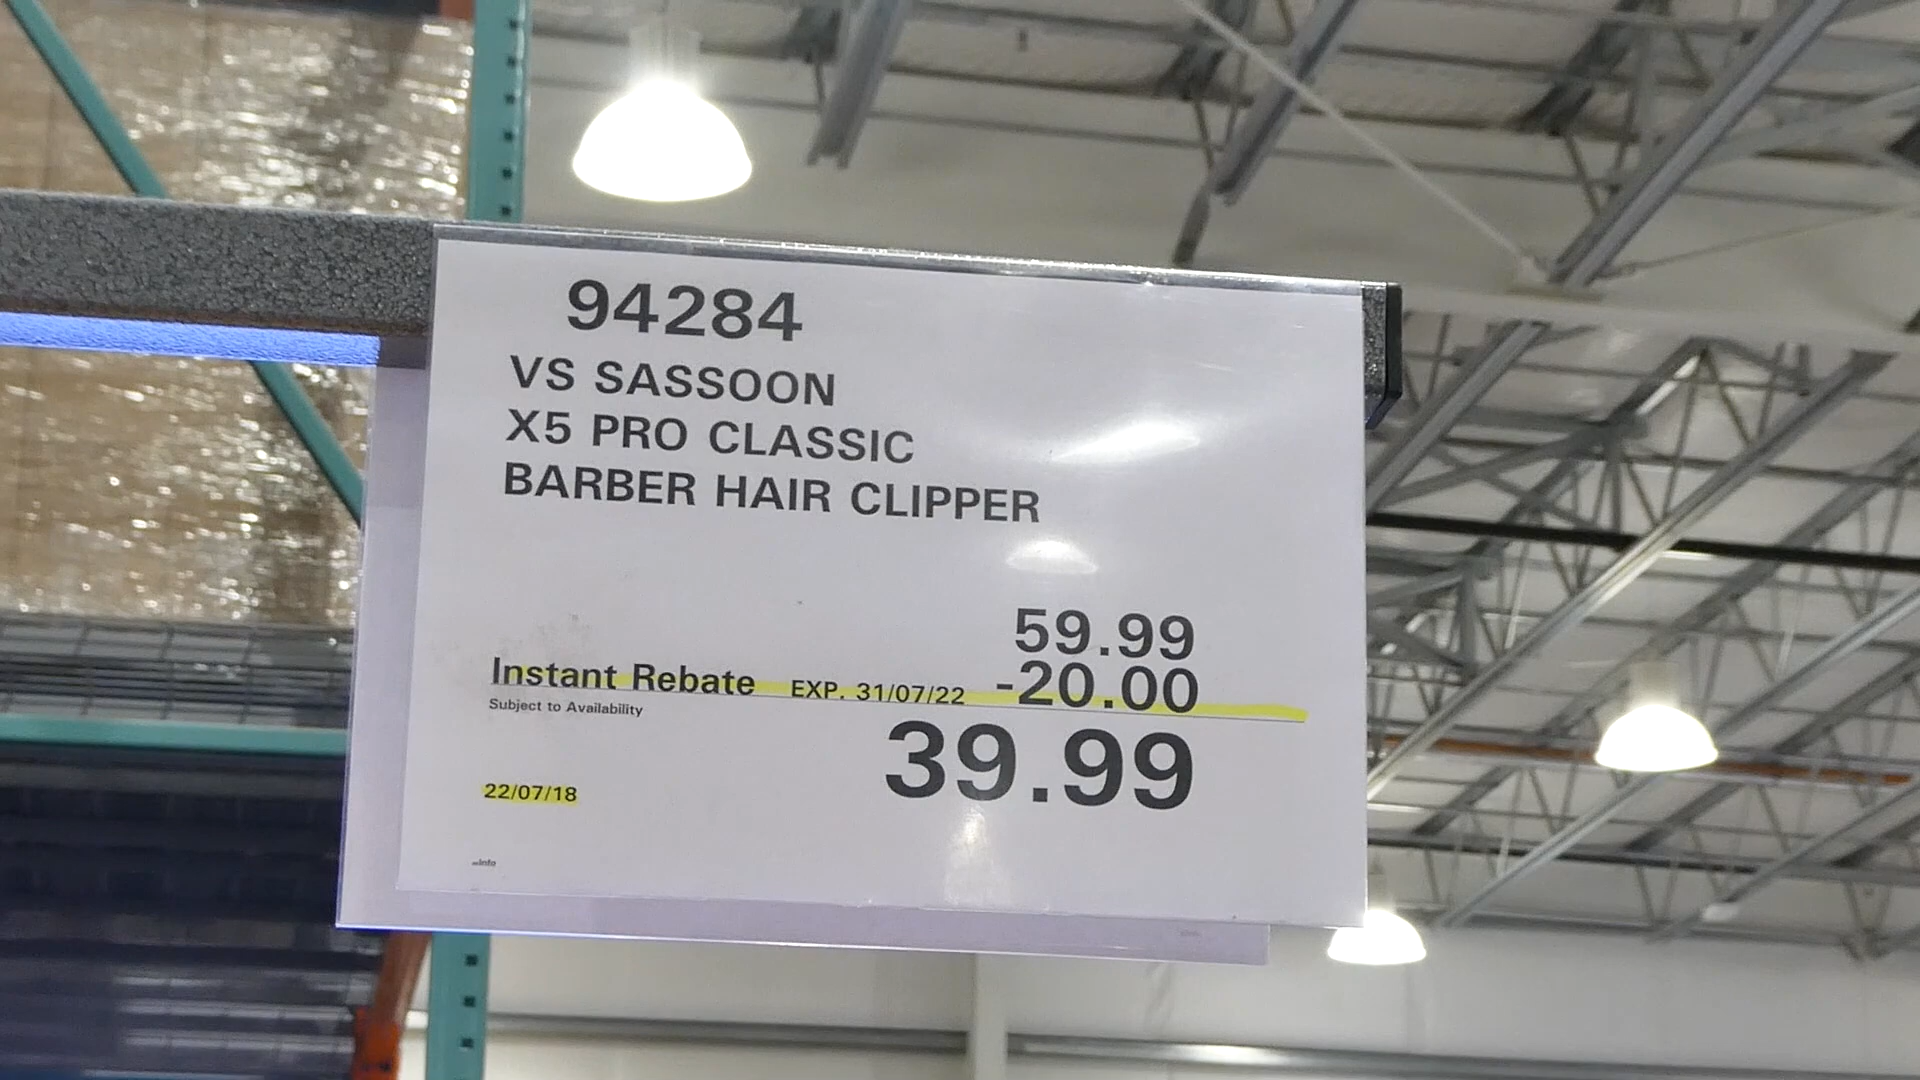 94284
VS SASSOON
X5 PRO CLASSIC
BARBER HAIR CLIPPER
59.99
Instant Rebate EXP. 31/07/22 -20.00
Subject to Availability
39.99
22/07/18